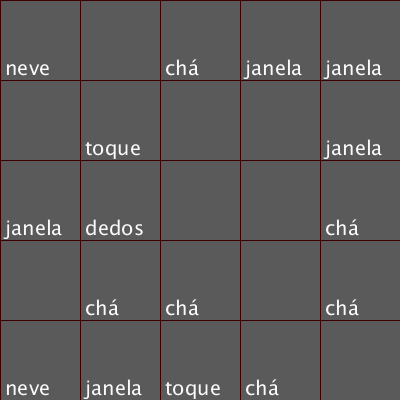 neve chá janela janela
toque janela
janela dedos chá
chá chá chá
neve janela toque chá